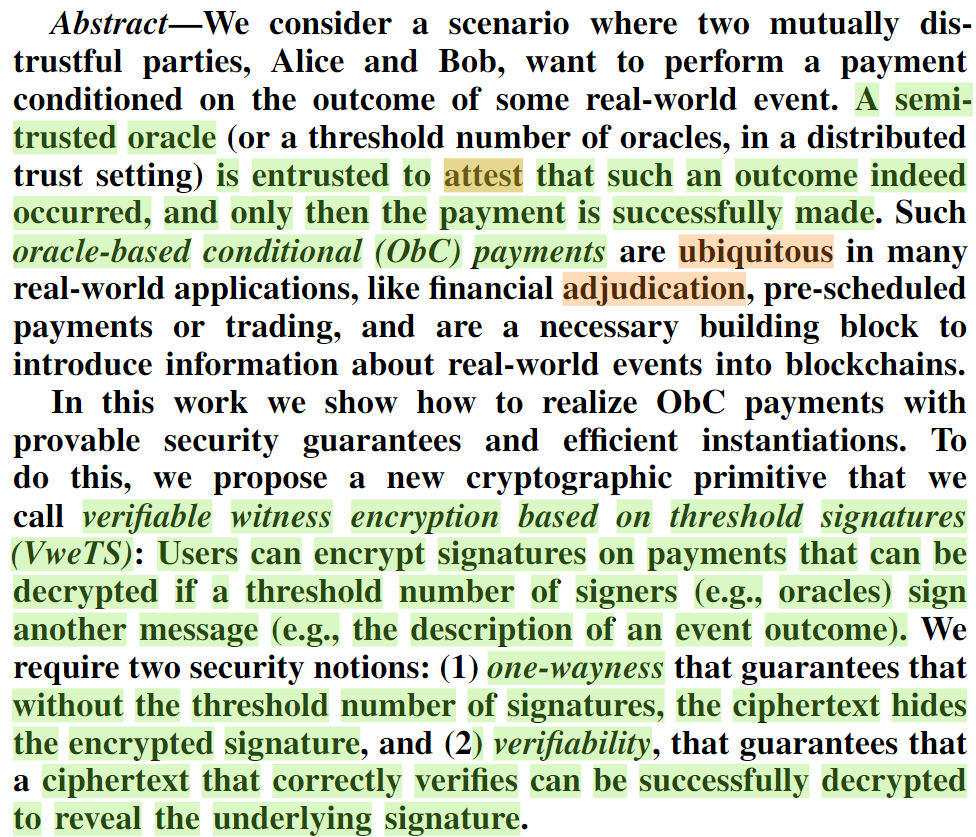 Abstract—We consider a scenario where two mutually dis-
trustful parties, Alice and Bob, want to perform a payment
conditioned on the outcome of some real-world event. A semi-
trusted oracle (or a threshold number of oracles, in a distributed
trust setting) is entrusted to attest that such an outcome indeed
occurred, and only then the payment is successfully made. Such
oracle-based conditional (ObC) payments are ubiquitous in many
real-world applications, like financial adjudication, pre-scheduled
payments or trading, and are a necessary building block to
introduce information about real-world events into blockchains.
In this work we show how to realize ObC payments with
provable security guarantees and efficient instantiations. To
do this, we propose a new cryptographic primitive that we
call verifiable witness encryption based on threshold signatures
(VweTS): Users can encrypt signatures on payments that can be
decrypted if a threshold number of signers (e.g., oracles) sign
another message (e.g., the description of an event outcome). We
require two security notions: (1) one-wayness that guarantees that
without the threshold number of signatures, the ciphertext hides
the encrypted signature, and (2) verifiability, that guarantees that
a ciphertext that correctly verifies can be successfully decrypted
to reveal the underlying signature.